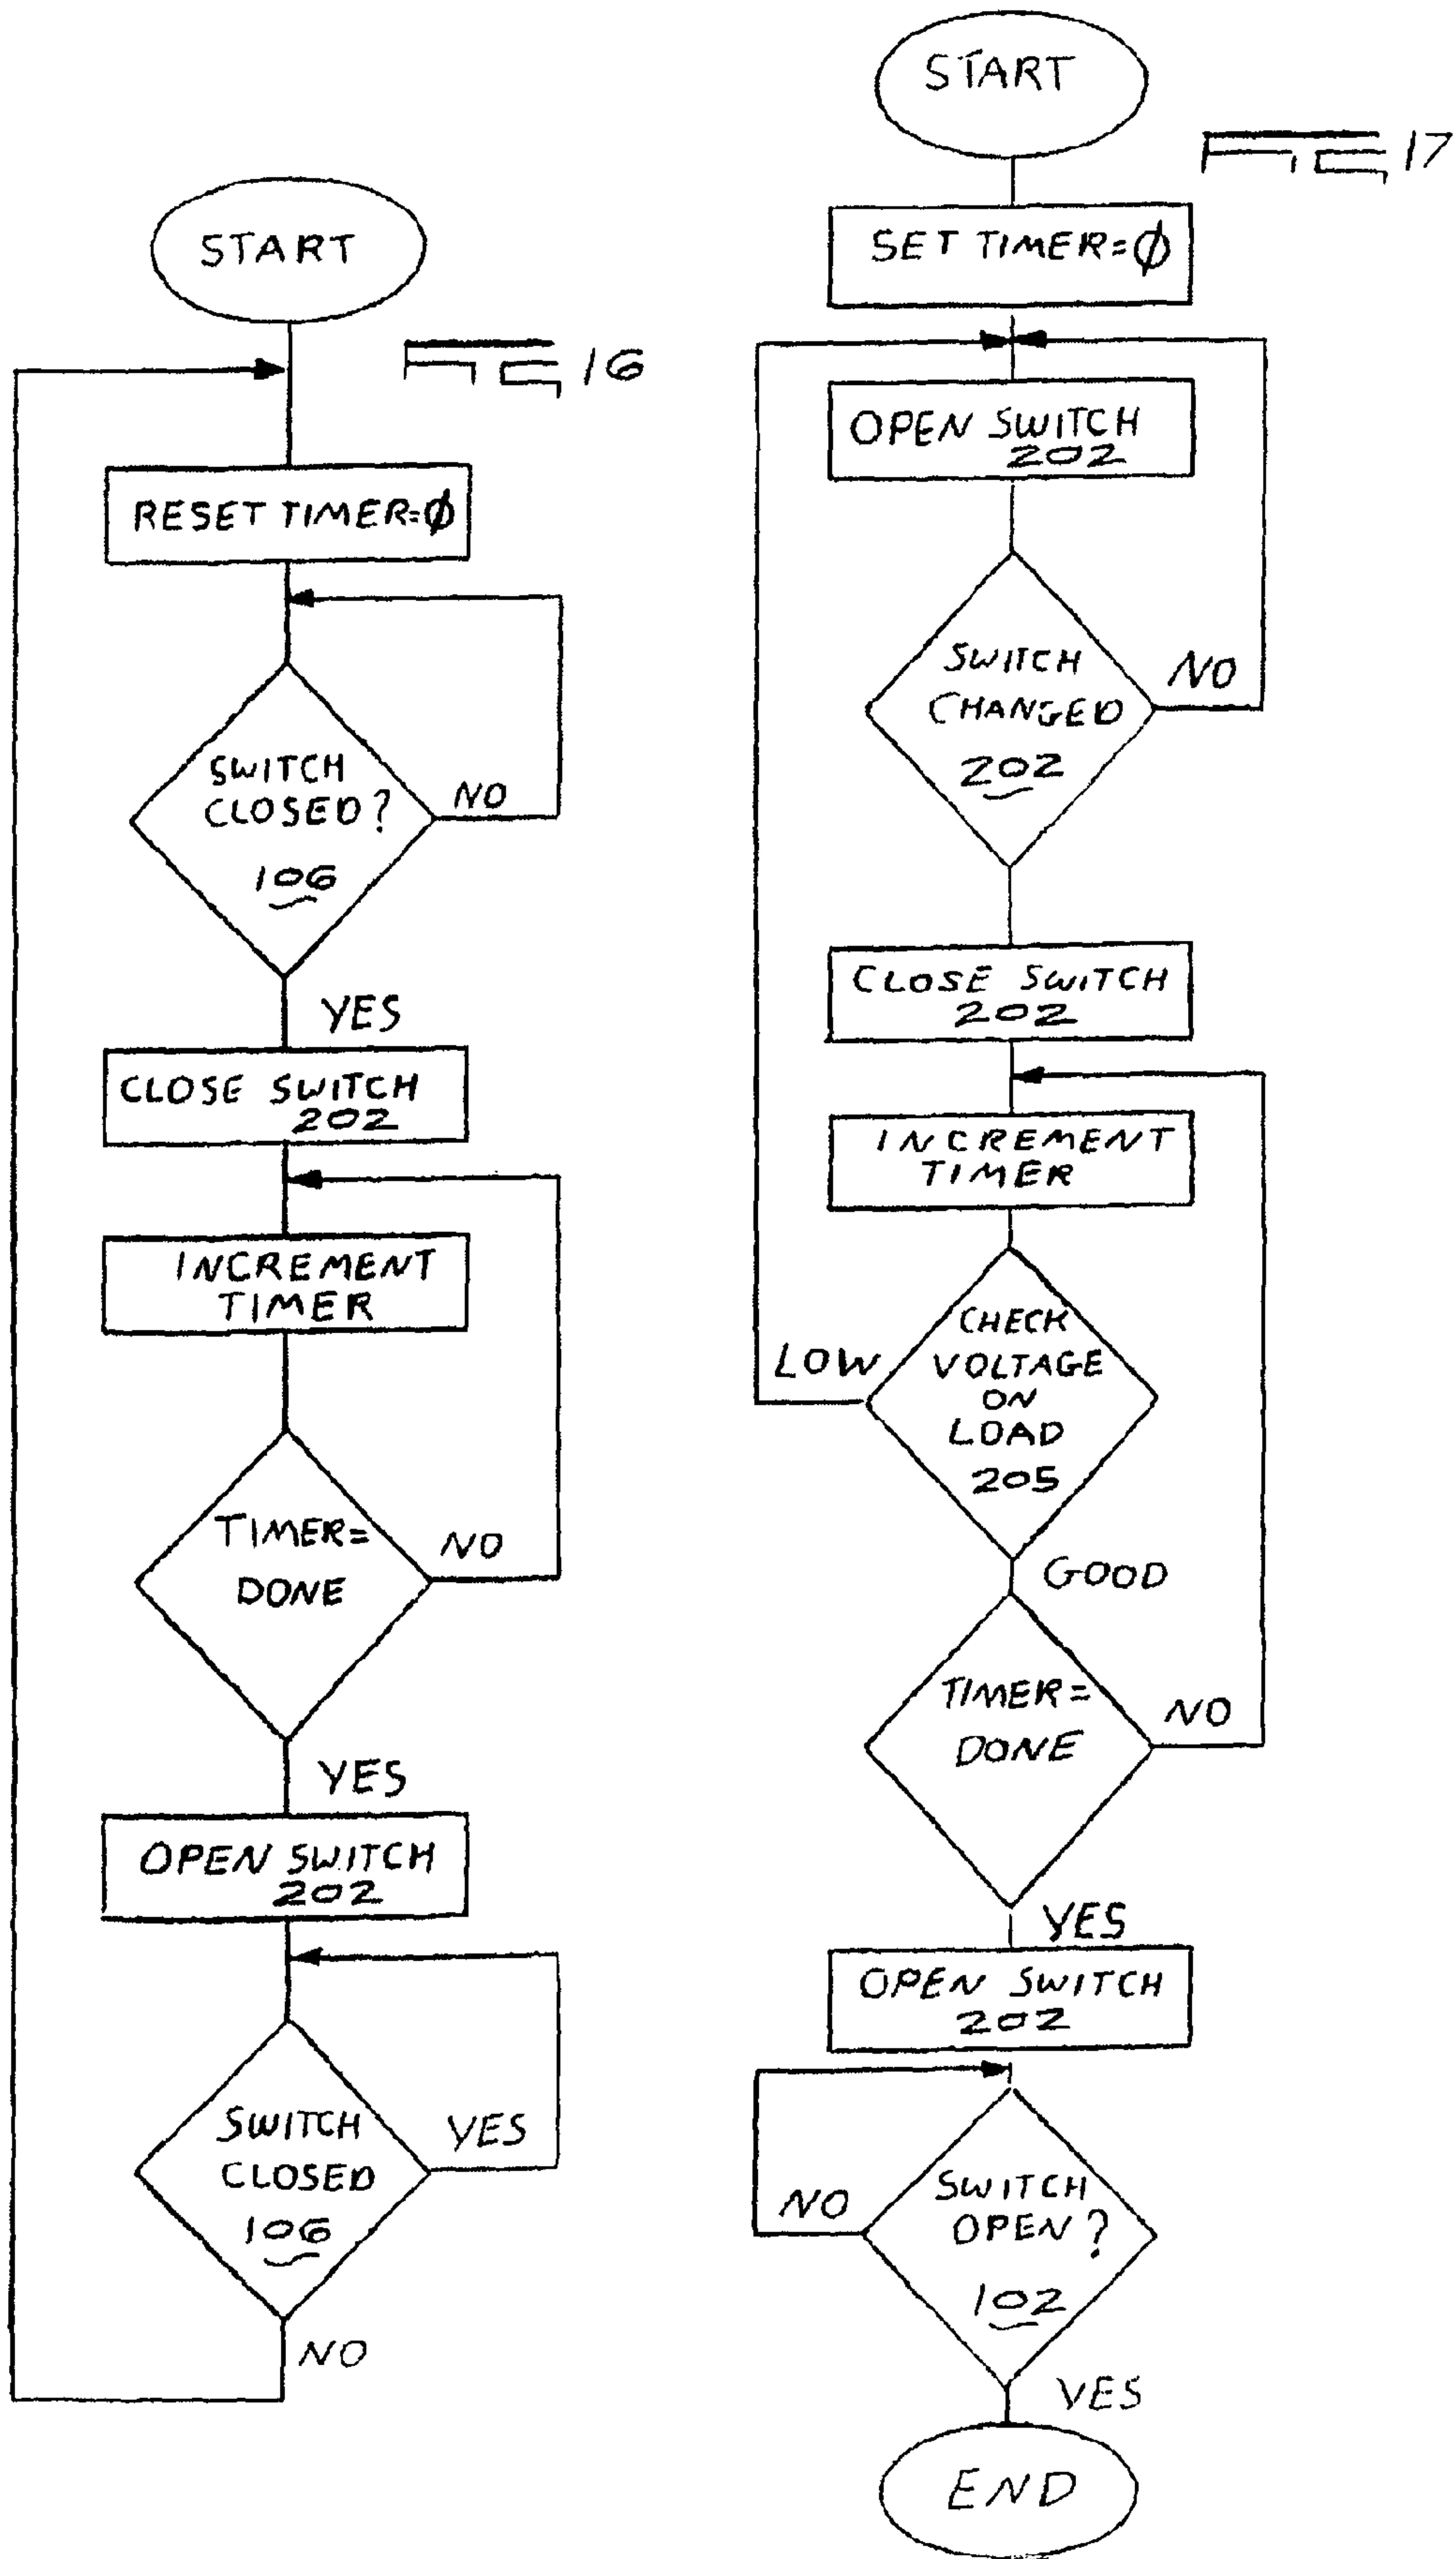 START
FIG 16
RESET TIMER=Ø
SWITCH
CLOSED?
106
NO
YES
CLOSE SWITCH
202
INCREMENT
TIMER
TIMER=
DONE
NO
YES
OPEN SWITCH
202
SWITCH
CLOSED
106
YES
NO
START
FIG 17
SET TIMER=Ø
OPEN SWITCH
202
SWITCH
CHANGED
202
NO
CLOSE SWITCH
202
INCREMENT
TIMER
CHECK
VOLTAGE
ON
LOAD
205
LOW
GOOD
TIMER=
DONE
NO
YES
OPEN SWITCH
202
SWITCH
OPEN?
102
NO
YES
END